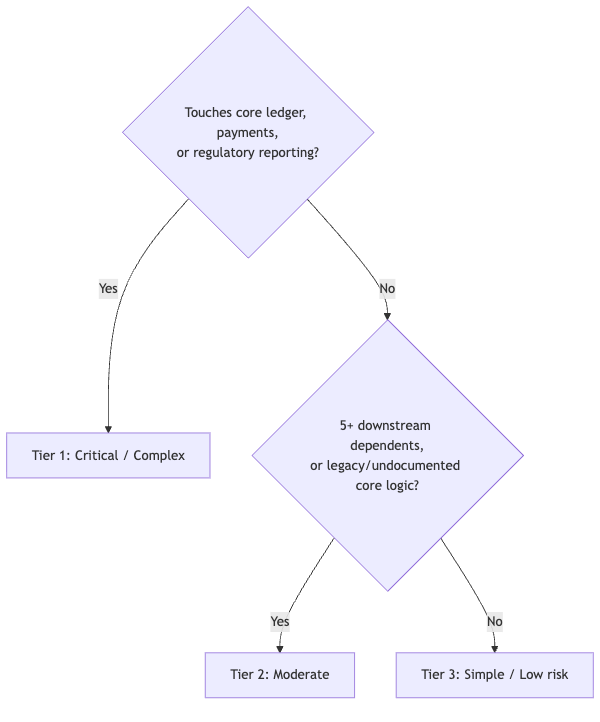 Touches core ledger,
payments,
or regulatory reporting?
Yes
No
Tier 1: Critical / Complex
5+ downstream
dependents,
or legacy/undocumented
core logic?
Yes
No
Tier 2: Moderate
Tier 3: Simple / Low risk